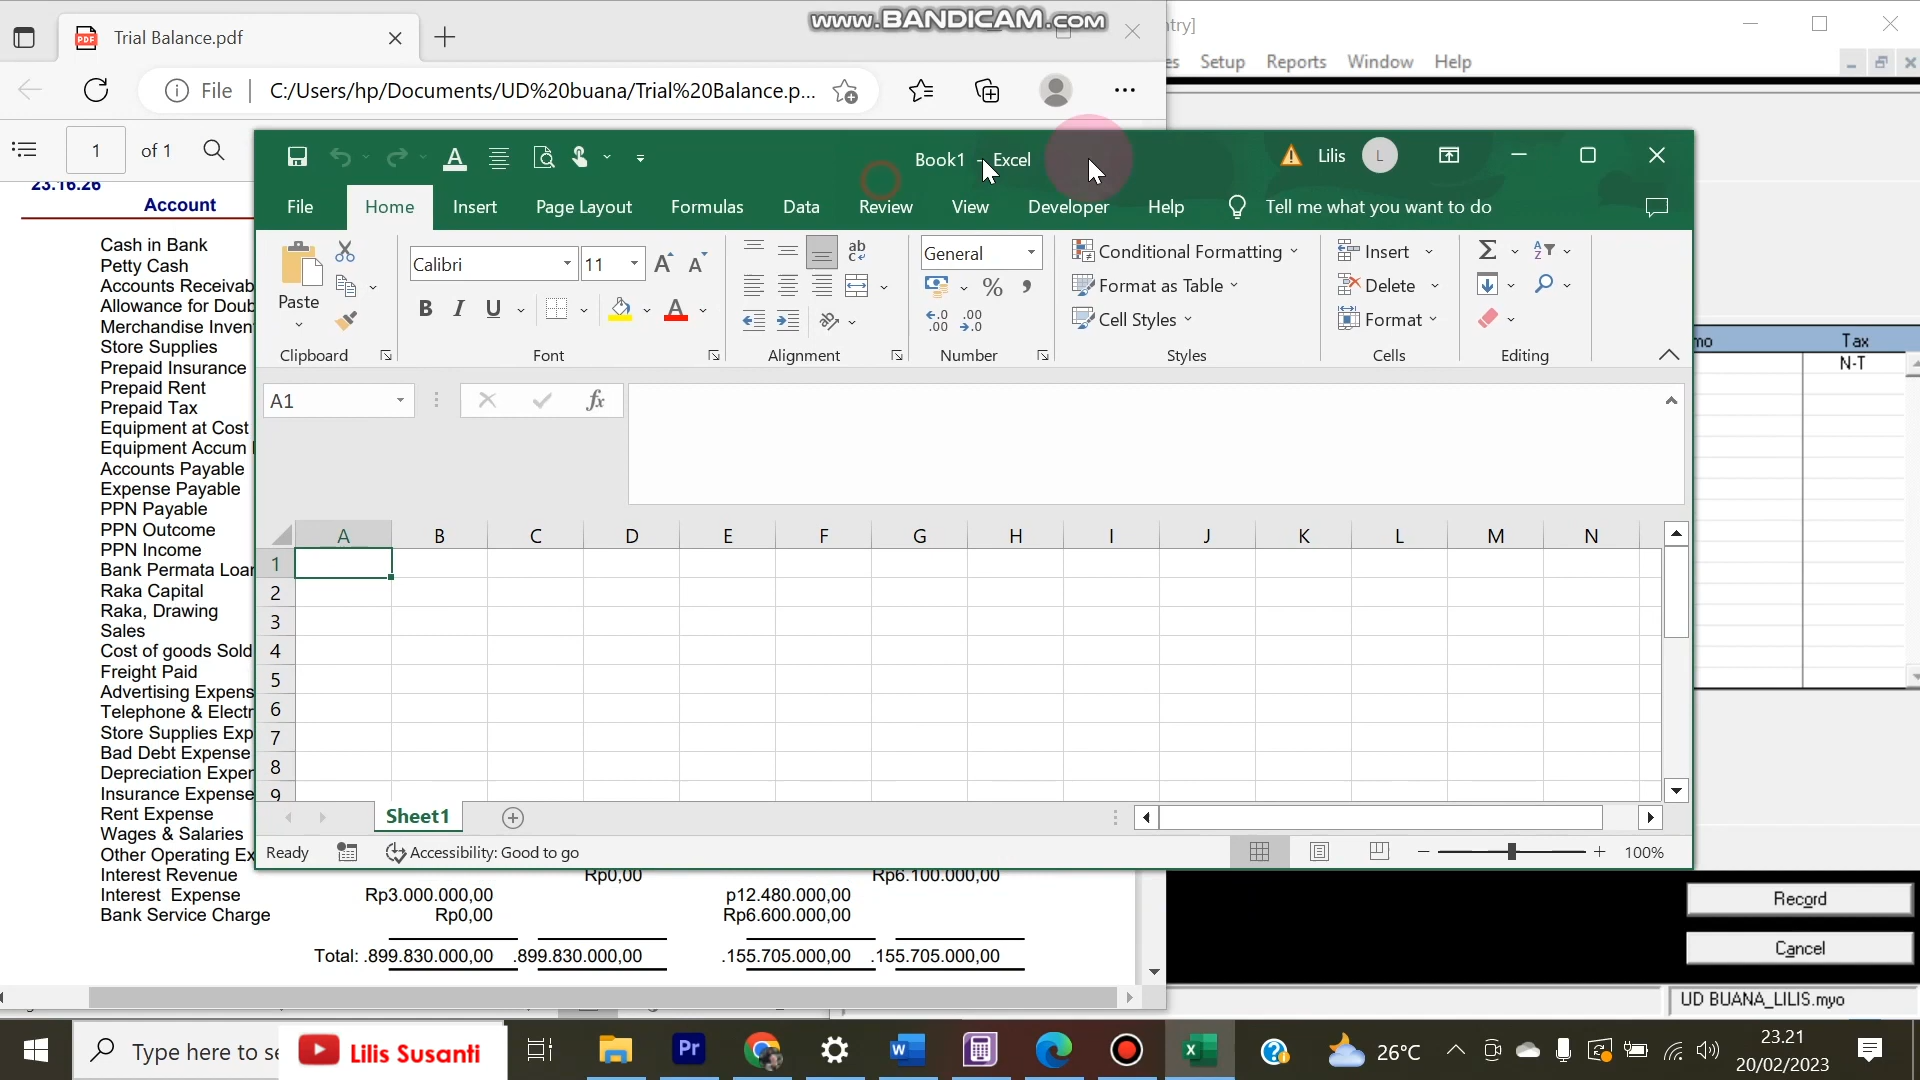 www.BANDICAM.com
Trial Balance.pdf
File
C:/Users/hp/Documents/UD%20buana/Trial%20Balance.p...
Setup Reports Window Help
1 of 1
23.16.26
Account
Cash in Bank
Petty Cash
Accounts Receivab
Allowance for Doub
Merchandise Inven
Store Supplies
Prepaid Insurance
Prepaid Rent
Prepaid Tax
Equipment at Cost
Equipment Accum
Accounts Payable
Expense Payable
PPN Payable
PPN Outcome
PPN Income
Bank Permata Loan
Raka Capital
Raka, Drawing
Sales
Cost of goods Sold
Freight Paid
Advertising Expens
Telephone & Electr
Store Supplies Exp
Bad Debt Expense
Depreciation Exper
Insurance Expense
Rent Expense
Wages & Salaries
Other Operating Ex
Interest Revenue Rp0,00 Rp6.100.000,00
Interest Expense Rp3.000.000,00 p12.480.000,00
Bank Service Charge Rp0,00 Rp6.600.000,00
Total: .899.830.000,00 .899.830.000,00 .155.705.000,00 .155.705.000,00
Book1 - Excel
Lilis L
File Home Insert Page Layout Formulas Data Review View Developer Help Tell me what you want to do
Paste
Calibri 11
General
Conditional Formatting
Format as Table
Cell Styles
Insert
Delete
Format
Clipboard Font Alignment Number Styles Cells Editing
A1
fx
A B C D E F G H I J K L M N
1
2
3
4
5
6
7
8
9
Sheet1
Ready Accessibility: Good to go 100%
mo Tax
N-T
Record
Cancel
UD BUANA_LILIS.myo
Type here to se
Lilis Susanti
26°C
23.21
20/02/2023